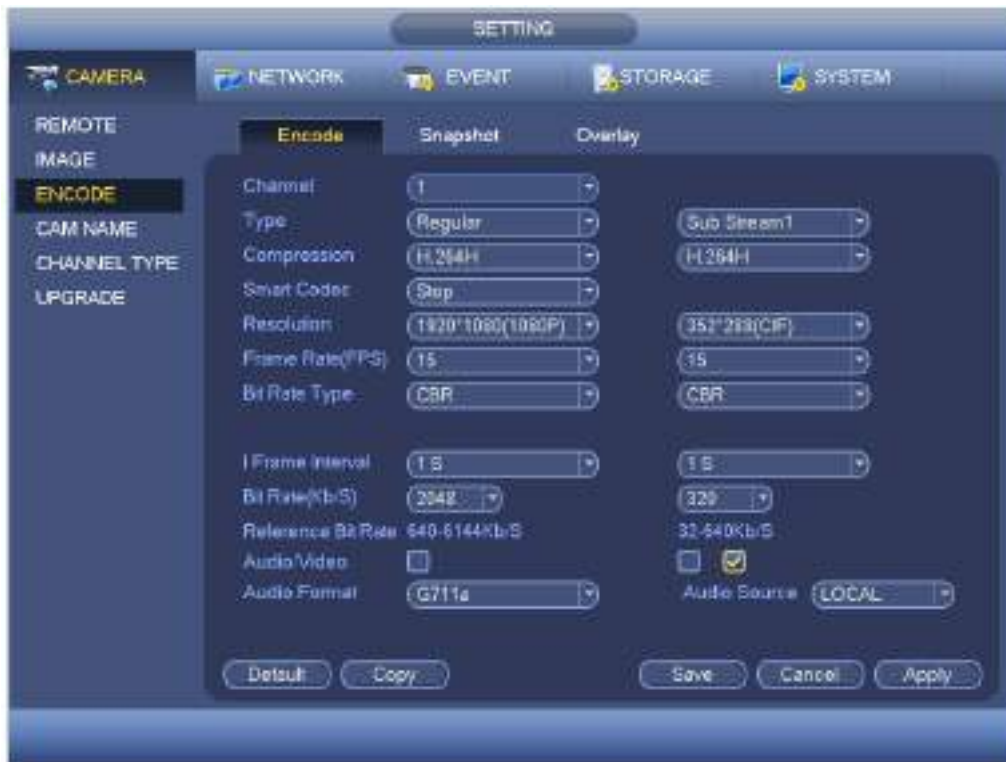 SETTING
CAMERA NETWORK EVENT STORAGE SYSTEM
REMOTE
IMAGE
ENCODE
CAM NAME
CHANNEL TYPE
UPGRADE
Encode Snapshot Overlay
Channel 1
Type Regular Sub Stream1
Compression H.264H H.264H
Smart Codec Stop
Resolution 1920*1080(1080P) 352*288(CIF)
Frame Rate(FPS) 15 15
Bit Rate Type CBR CBR
I Frame Interval 1 S 1 S
Bit Rate(Kb/S) 2048 320
Reference Bit Rate 640-6144Kb/S 32-640Kb/S
Audio/Video
Audio Format G711a Audio Source LOCAL
Default Copy Save Cancel Apply